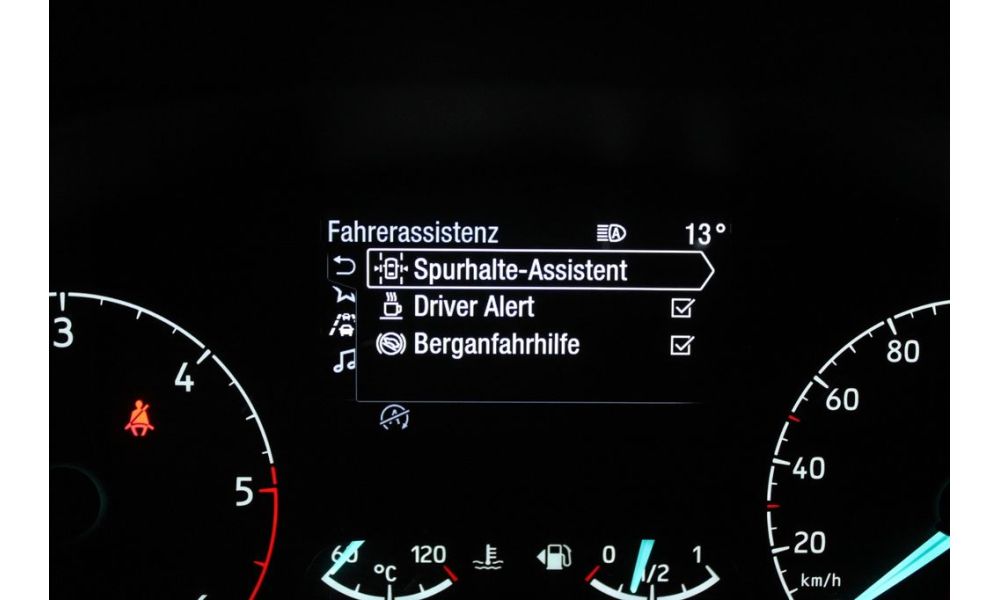 Fahrerassistenz A 13°
Spurhalte-Assistent
Driver Alert
Berganfahrhilfe
A
3
4
5
6
80
60
40
20
km/h
60 120
°C
0 1
1/2